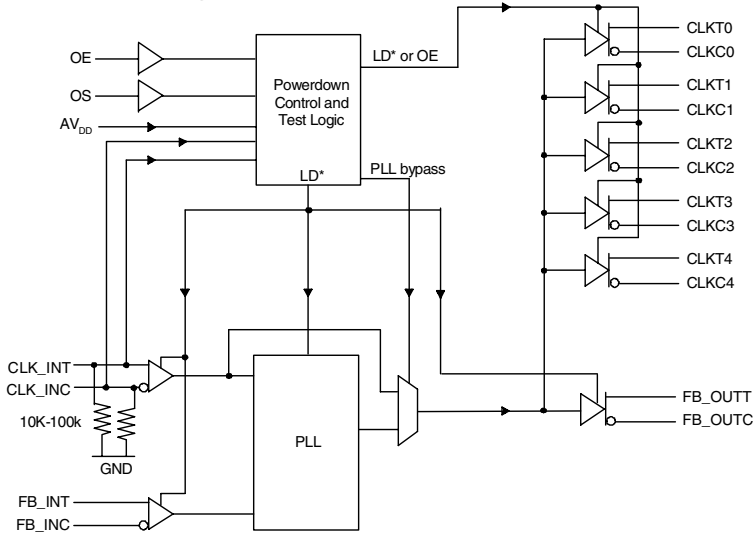 OE
OS
AVDD
Powerdown
Control and
Test Logic
LD*
LD* or OE
PLL bypass
CLKT0
CLKC0
CLKT1
CLKC1
CLKT2
CLKC2
CLKT3
CLKC3
CLKT4
CLKC4
CLK_INT
CLK_INC
10K-100k
GND
PLL
FB_INT
FB_INC
FB_OUTT
FB_OUTC